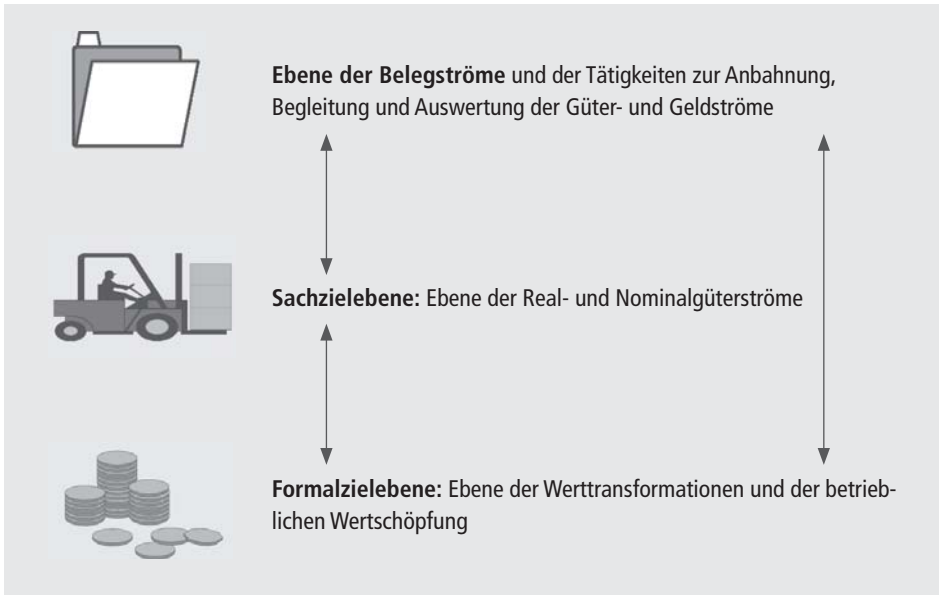 Ebene der Belegströme und der Tätigkeiten zur Anbahnung,
Begleitung und Auswertung der Güter- und Geldströme
Sachzielebene: Ebene der Real- und Nominalgüterströme
Formalzielebene: Ebene der Werttransformationen und der betrieb-
lichen Wertschöpfung